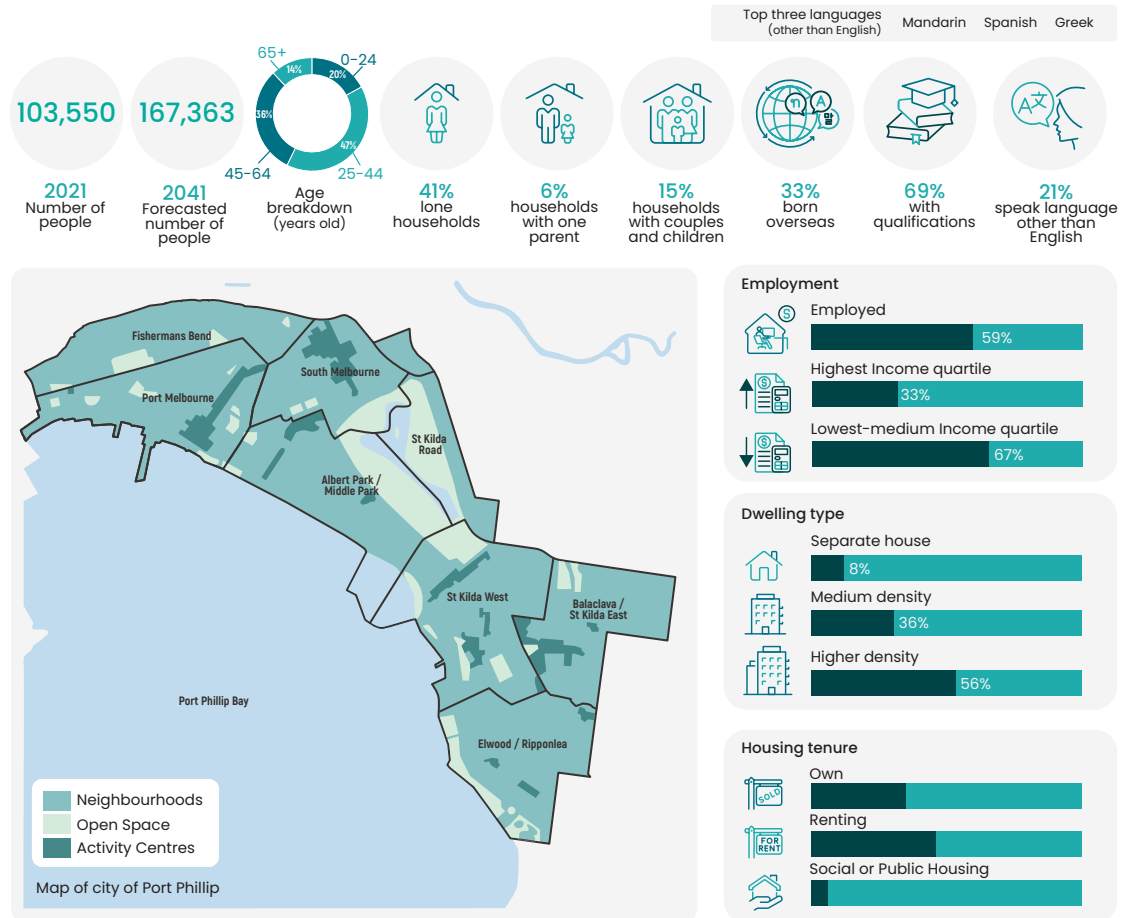 Top three languages
(other than English)
Mandarin
Spanish
Greek
103,550
2021
Number of
people
167,363
2041
Forecasted
number of
people
65+
14%
0-24
20%
36%
47%
45-64
25-44
Age
breakdown
(years old)
41%
lone
households
6%
households
with one
parent
15%
households
with couples
and children
33%
born
overseas
69%
with
qualifications
21%
speak language
other than
English
Fishermans Bend
South Melbourne
Port Melbourne
St Kilda
Road
Albert Park /
Middle Park
St Kilda West
Balaclava /
St Kilda East
Port Phillip Bay
Elwood / Ripponlea
Neighbourhoods
Open Space
Activity Centres
Map of city of Port Phillip
Employment
Employed
59%
Highest Income quartile
33%
Lowest-medium Income quartile
67%
Dwelling type
Separate house
8%
Medium density
36%
Higher density
56%
Housing tenure
Own
SOLD
Renting
FOR
RENT
Social or Public Housing